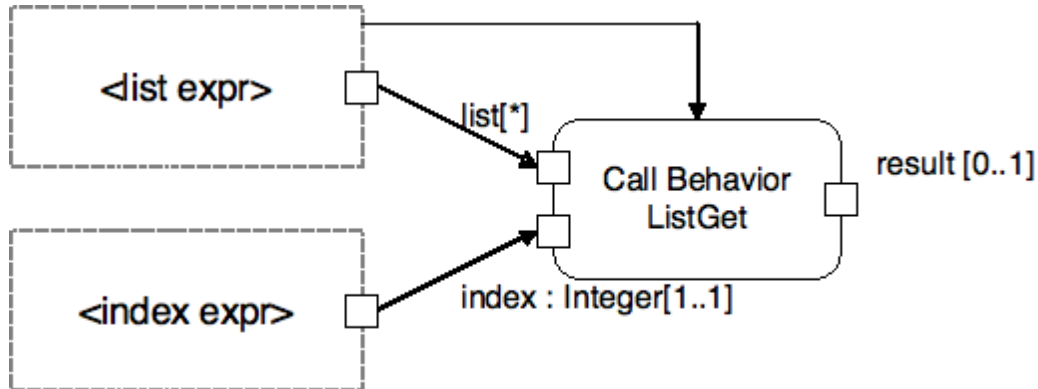 <list expr>
list[*]
Call Behavior
ListGet
result [0..1]
<index expr>
index : Integer[1..1]